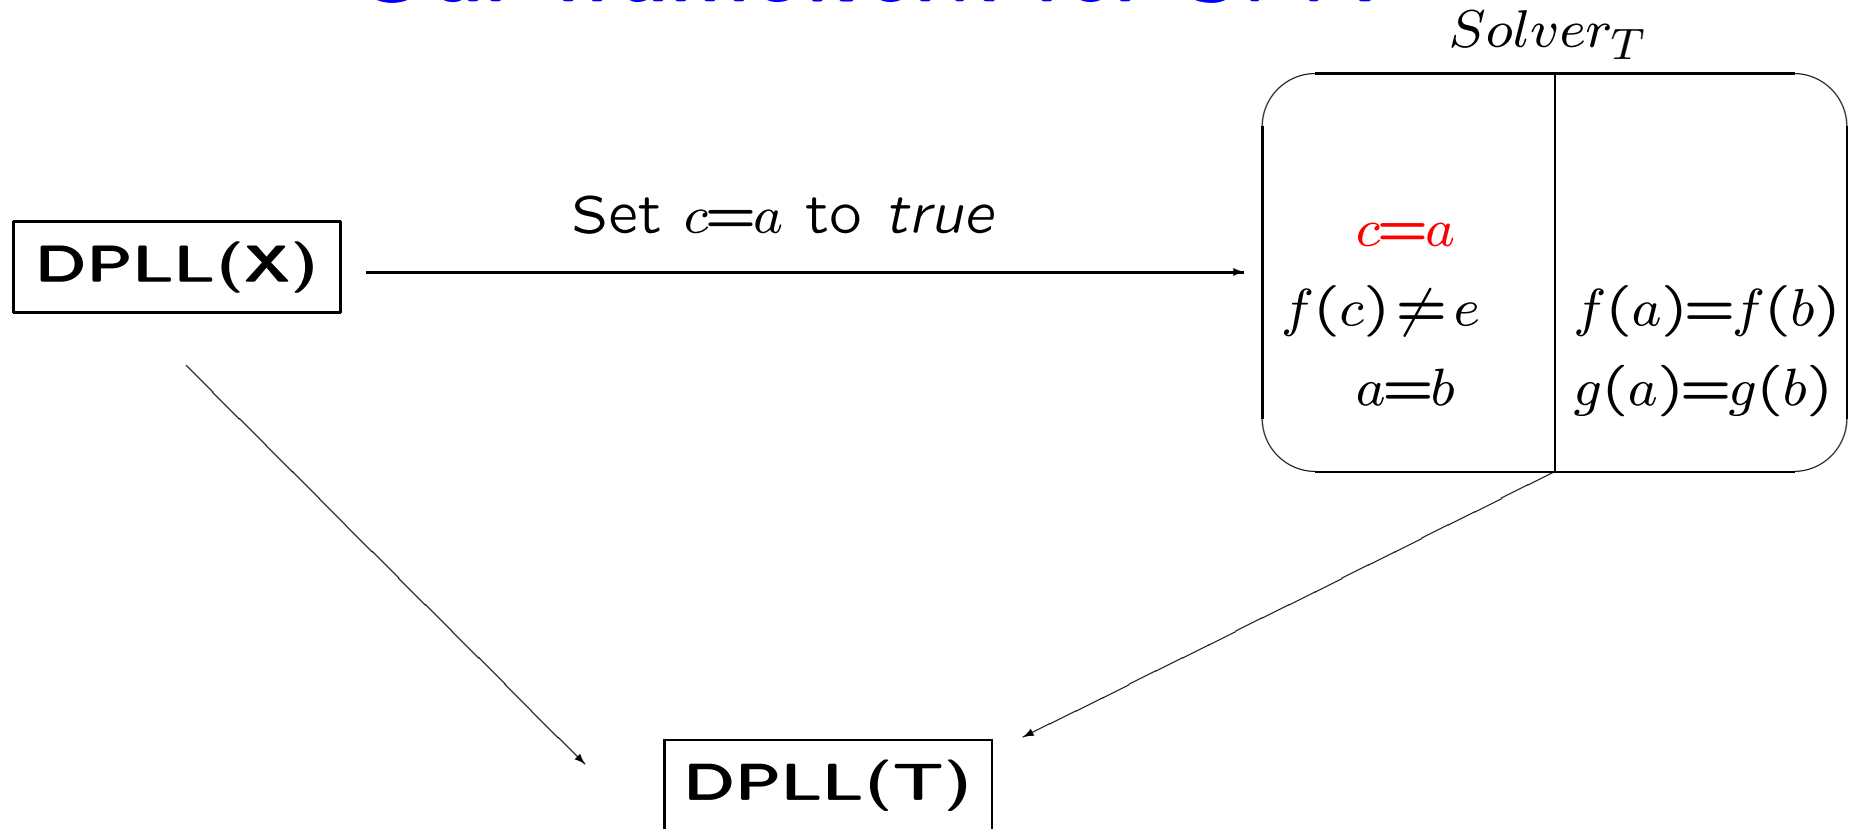 Solver_T
Set c=a to true
DPLL(X)
c=a
f(c)≠e f(a)=f(b)
a=b g(a)=g(b)
DPLL(T)